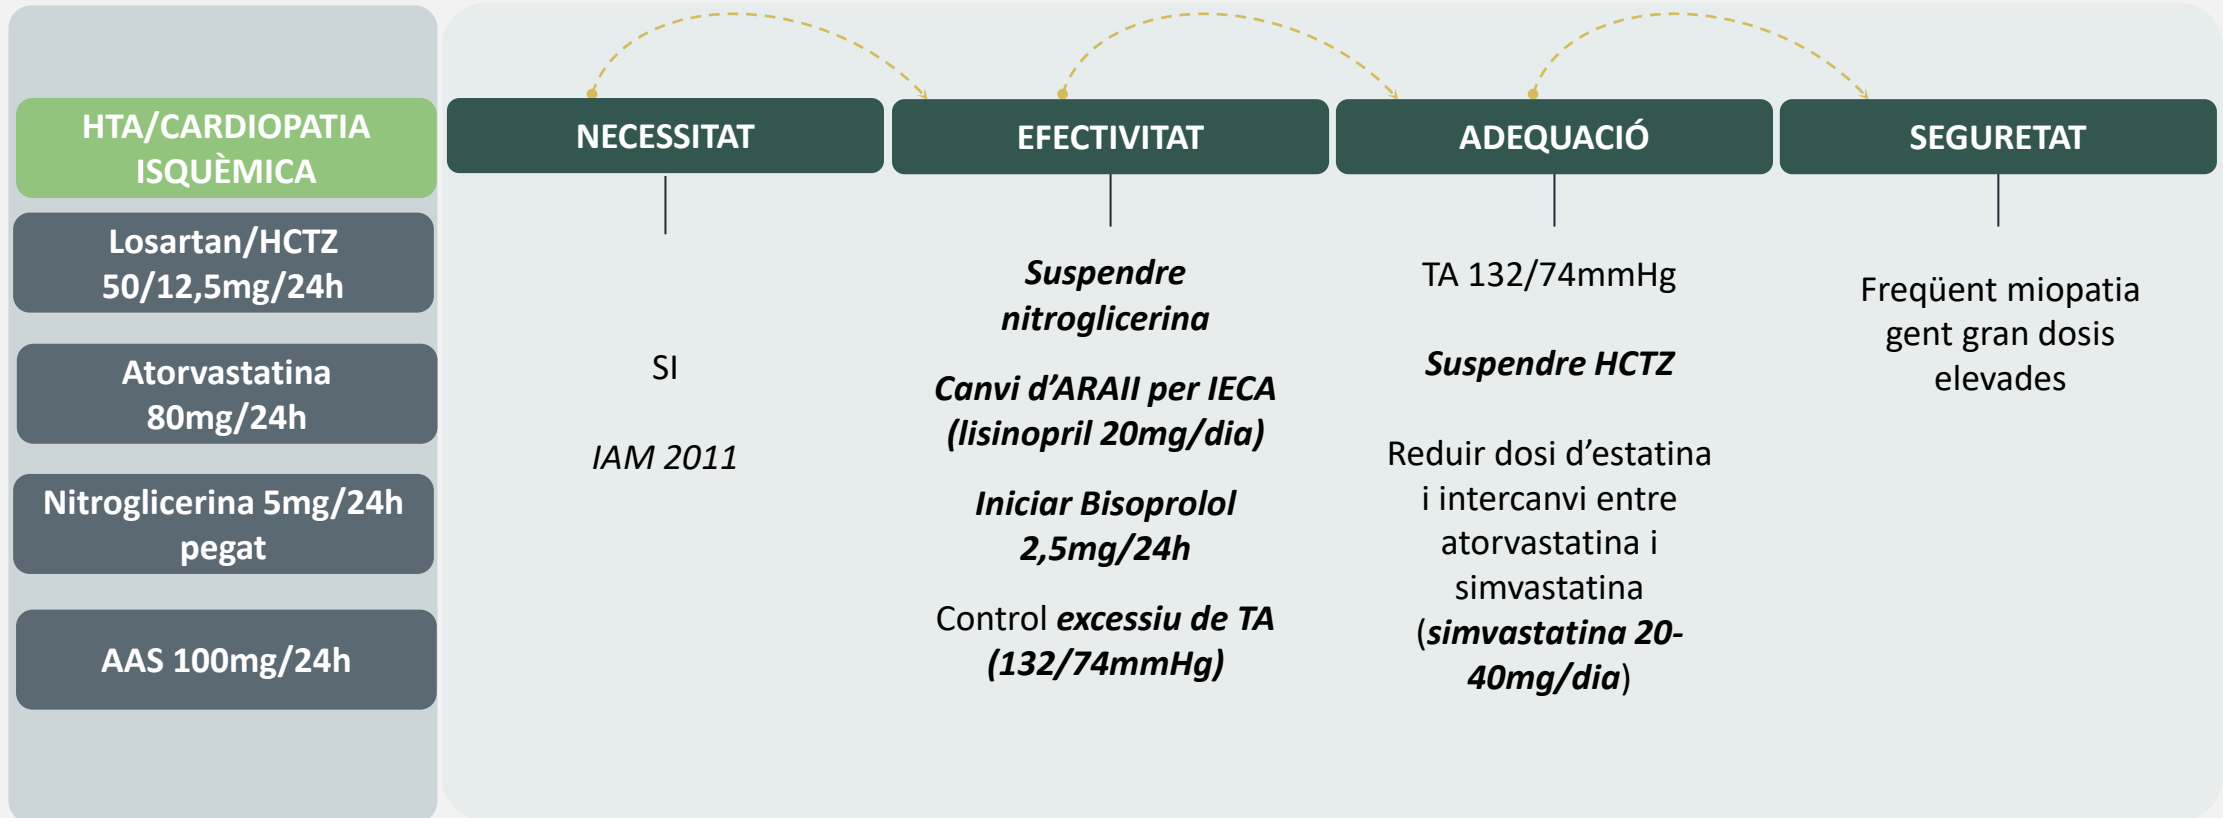 HTA/CARDIOPATIA
ISQUÈMICA
Losartan/HCTZ
50/12,5mg/24h
Atorvastatina
80mg/24h
Nitroglicerina 5mg/24h
pegat
AAS 100mg/24h
NECESSITAT
SI
IAM 2011
EFECTIVITAT
Suspendre
nitroglicerina
Canvi d’ARAII per IECA
(lisinopril 20mg/dia)
Iniciar Bisoprolol
2,5mg/24h
Control excessiu de TA
(132/74mmHg)
ADEQUACIÓ
TA 132/74mmHg
Suspendre HCTZ
Reduir dosi d’estatina
i intercanvi entre
atorvastatina i
simvastatina
(simvastatina 20-
40mg/dia)
SEGURETAT
Freqüent miopatia
gent gran dosis
elevades